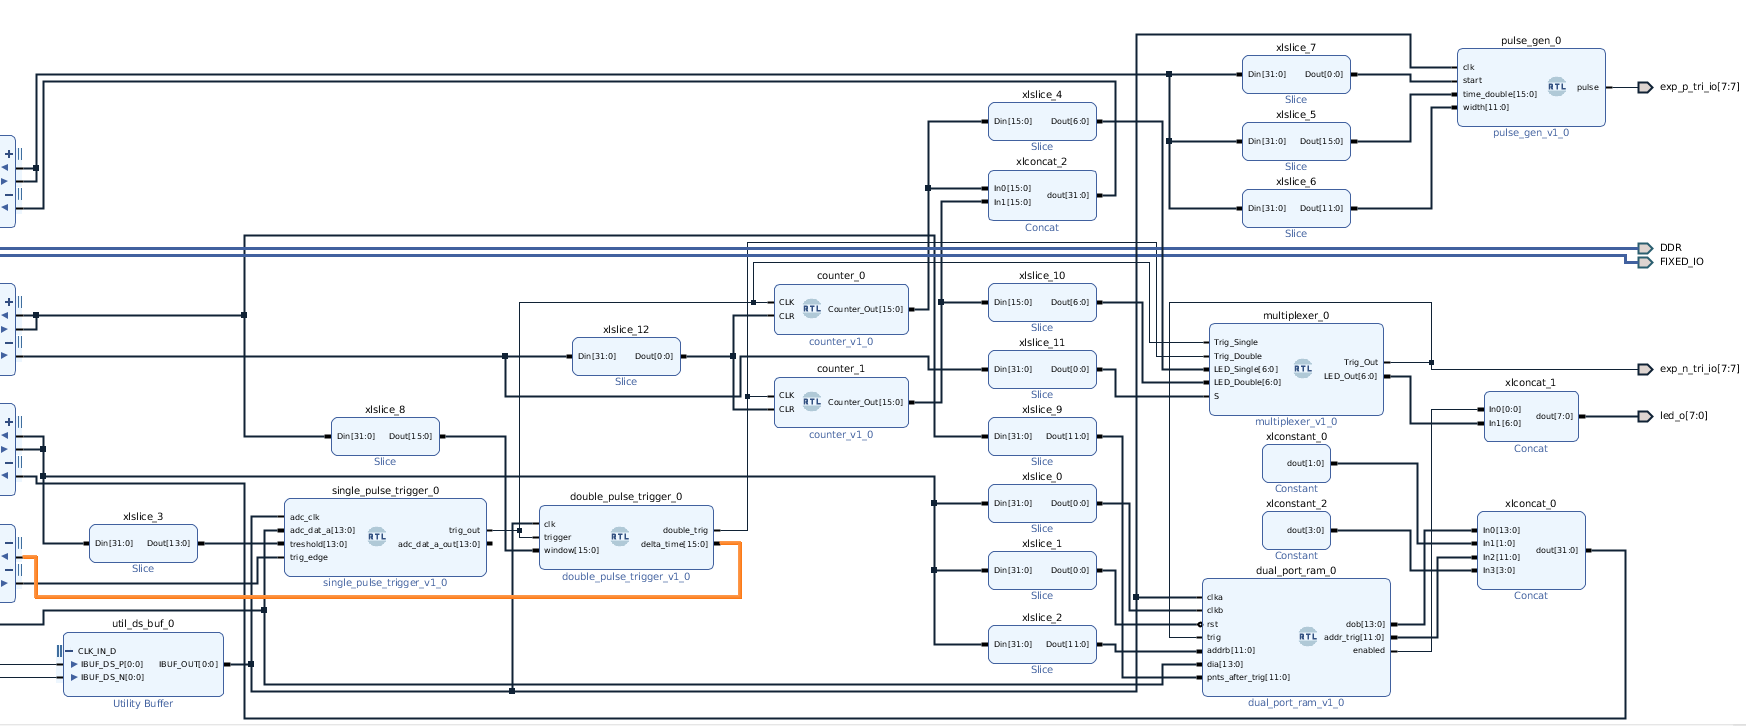 pulse_gen_0
clk
start
time_double[15:0]
width[11:0]
RTL
pulse
pulse_gen_v1_0
exp_p_tri_io[7:7]
xlslice_7
Din[31:0] Dout[0:0]
Slice
xlslice_5
Din[31:0] Dout[15:0]
Slice
xlslice_6
Din[31:0] Dout[11:0]
Slice
xlslice_4
Din[15:0] Dout[6:0]
Slice
xlconcat_2
In0[15:0]
In1[15:0]
dout[31:0]
Concat
DDR
FIXED_IO
counter_0
CLK
CLR
RTL
Counter_Out[15:0]
counter_v1_0
xlslice_10
Din[15:0] Dout[6:0]
Slice
xlslice_12
Din[31:0] Dout[0:0]
Slice
xlslice_11
Din[31:0] Dout[0:0]
Slice
counter_1
CLK
CLR
RTL
Counter_Out[15:0]
counter_v1_0
multiplexer_0
Trig_Single
Trig_Double
LED_Single[6:0]
LED_Double[6:0]
S
RTL
Trig_Out
LED_Out[6:0]
multiplexer_v1_0
exp_n_tri_io[7:7]
xlconcat_1
In0[0:0]
In1[6:0]
dout[7:0]
Concat
led_o[7:0]
xlslice_8
Din[31:0] Dout[15:0]
Slice
xlslice_9
Din[31:0] Dout[11:0]
Slice
xlconstant_0
dout[1:0]
Constant
xlslice_0
Din[31:0] Dout[0:0]
Slice
xlconstant_2
dout[3:0]
Constant
xlconcat_0
In0[13:0]
In1[1:0]
In2[11:0]
In3[3:0]
dout[31:0]
Concat
single_pulse_trigger_0
adc_clk
adc_dat_a[13:0]
treshold[13:0]
trig_edge
RTL
trig_out
adc_dat_a_out[13:0]
single_pulse_trigger_v1_0
double_pulse_trigger_0
clk
trigger
window[15:0]
RTL
double_trig
delta_time[15:0]
double_pulse_trigger_v1_0
xlslice_3
Din[31:0] Dout[13:0]
Slice
xlslice_1
Din[31:0] Dout[0:0]
Slice
dual_port_ram_0
clka
clkb
rst
trig
addrb[11:0]
dia[13:0]
pnts_after_trig[11:0]
RTL
dob[13:0]
addr_trig[11:0]
enabled
dual_port_ram_v1_0
xlslice_2
Din[31:0] Dout[11:0]
Slice
util_ds_buf_0
CLK_IN_D
IBUF_DS_P[0:0]
IBUF_DS_N[0:0]
IBUF_OUT[0:0]
Utility Buffer